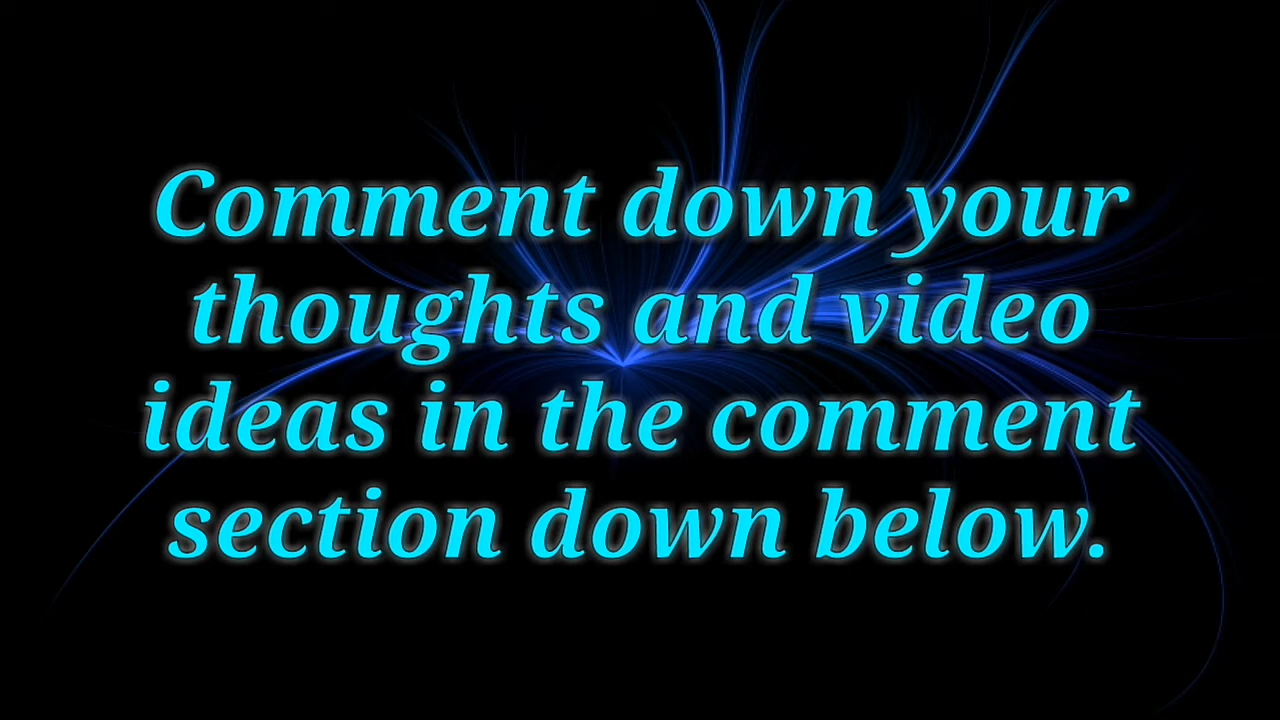 Comment down your
thoughts and video
ideas in the comment
section down below.